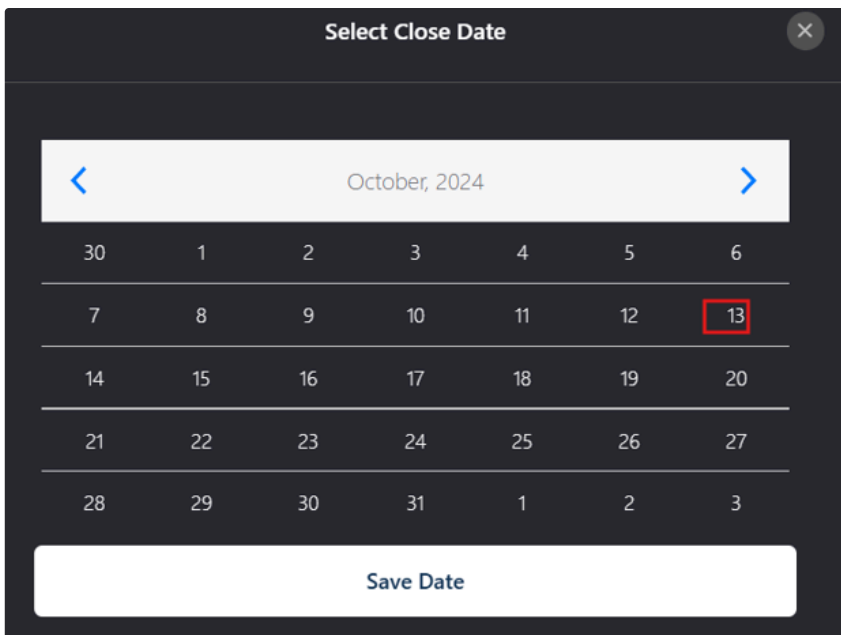 Select Close Date
October, 2024
30 1 2 3 4 5 6
7 8 9 10 11 12 13
14 15 16 17 18 19 20
21 22 23 24 25 26 27
28 29 30 31 1 2 3
Save Date